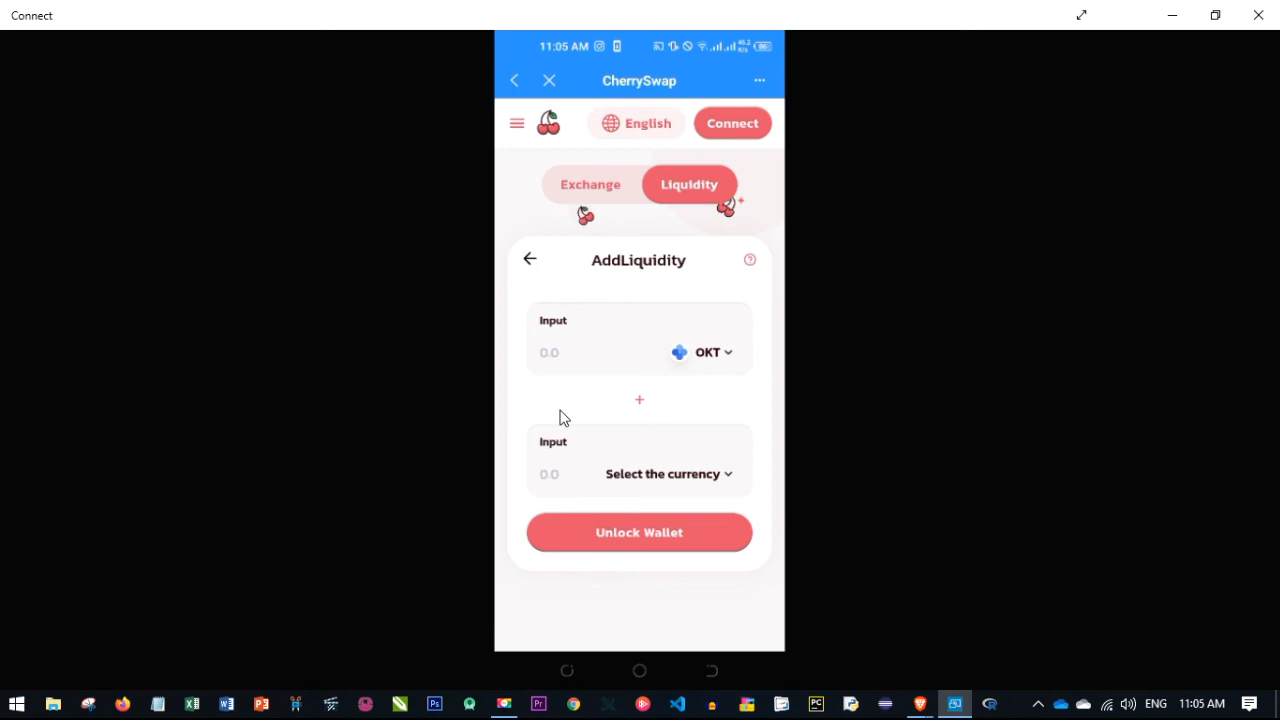 Connect
11:05 AM
CherrySwap
English
Connect
Exchange
Liquidity
AddLiquidity
Input
0.0
OKT
+
Input
0.0
Select the currency
Unlock Wallet
ENG
11:05 AM